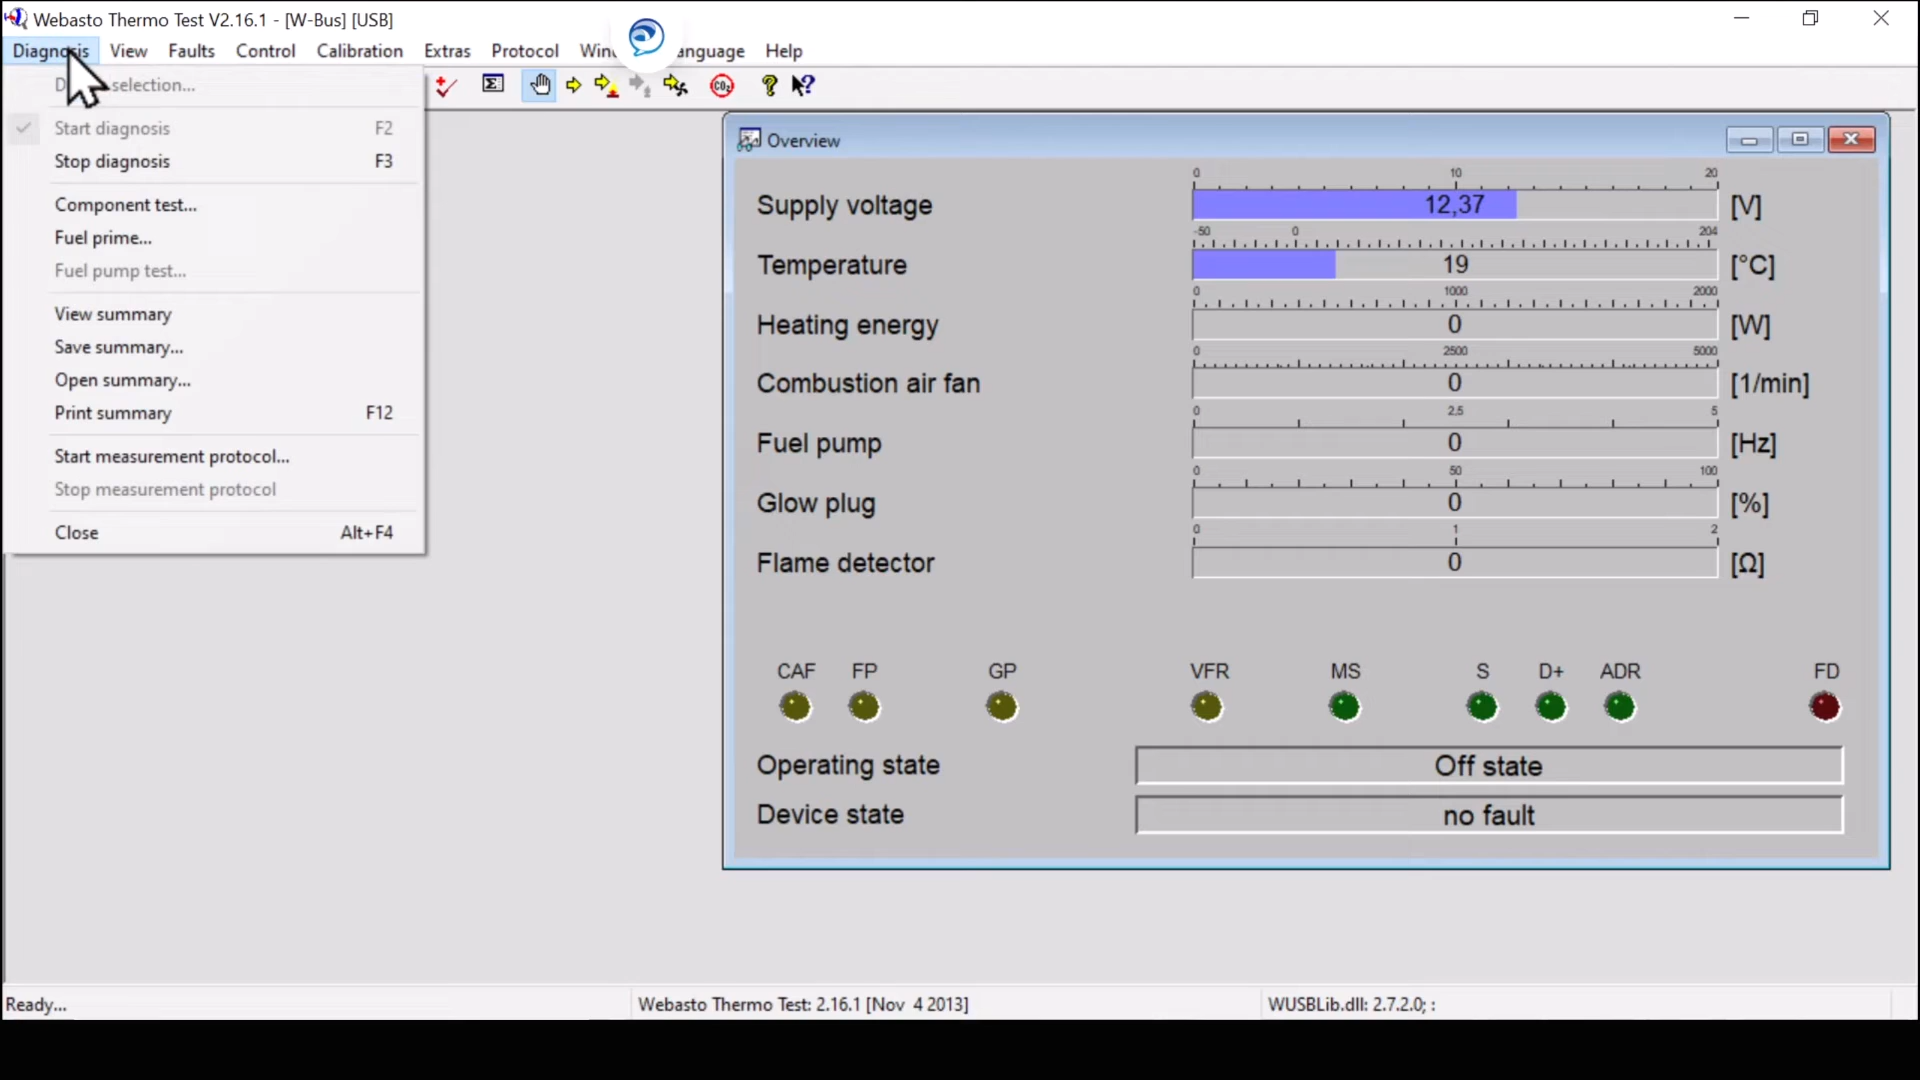 Webasto Thermo Test V2.16.1 - [W-Bus] [USB]
Diagnosis View Faults Control Calibration Extras Protocol Win anguage Help
selection...
Start diagnosis F2
Stop diagnosis F3
Component test...
Fuel prime...
Fuel pump test...
View summary
Save summary...
Open summary...
Print summary F12
Start measurement protocol...
Stop measurement protocol
Close Alt+F4
Σ
CO₂
Overview
0 10 20
Supply voltage 12,37 [V]
-50 0 204
Temperature 19 [°C]
0 1000 2000
Heating energy 0 [W]
0 2500 5000
Combustion air fan 0 [1/min]
0 2,5 5
Fuel pump 0 [Hz]
0 50 100
Glow plug 0 [%]
0 1 2
Flame detector 0 [Ω]
CAF FP GP VFR MS S D+ ADR FD
Operating state Off state
Device state no fault
Ready... Webasto Thermo Test: 2.16.1 [Nov 4 2013] WUSBLib.dll: 2.7.2.0; :